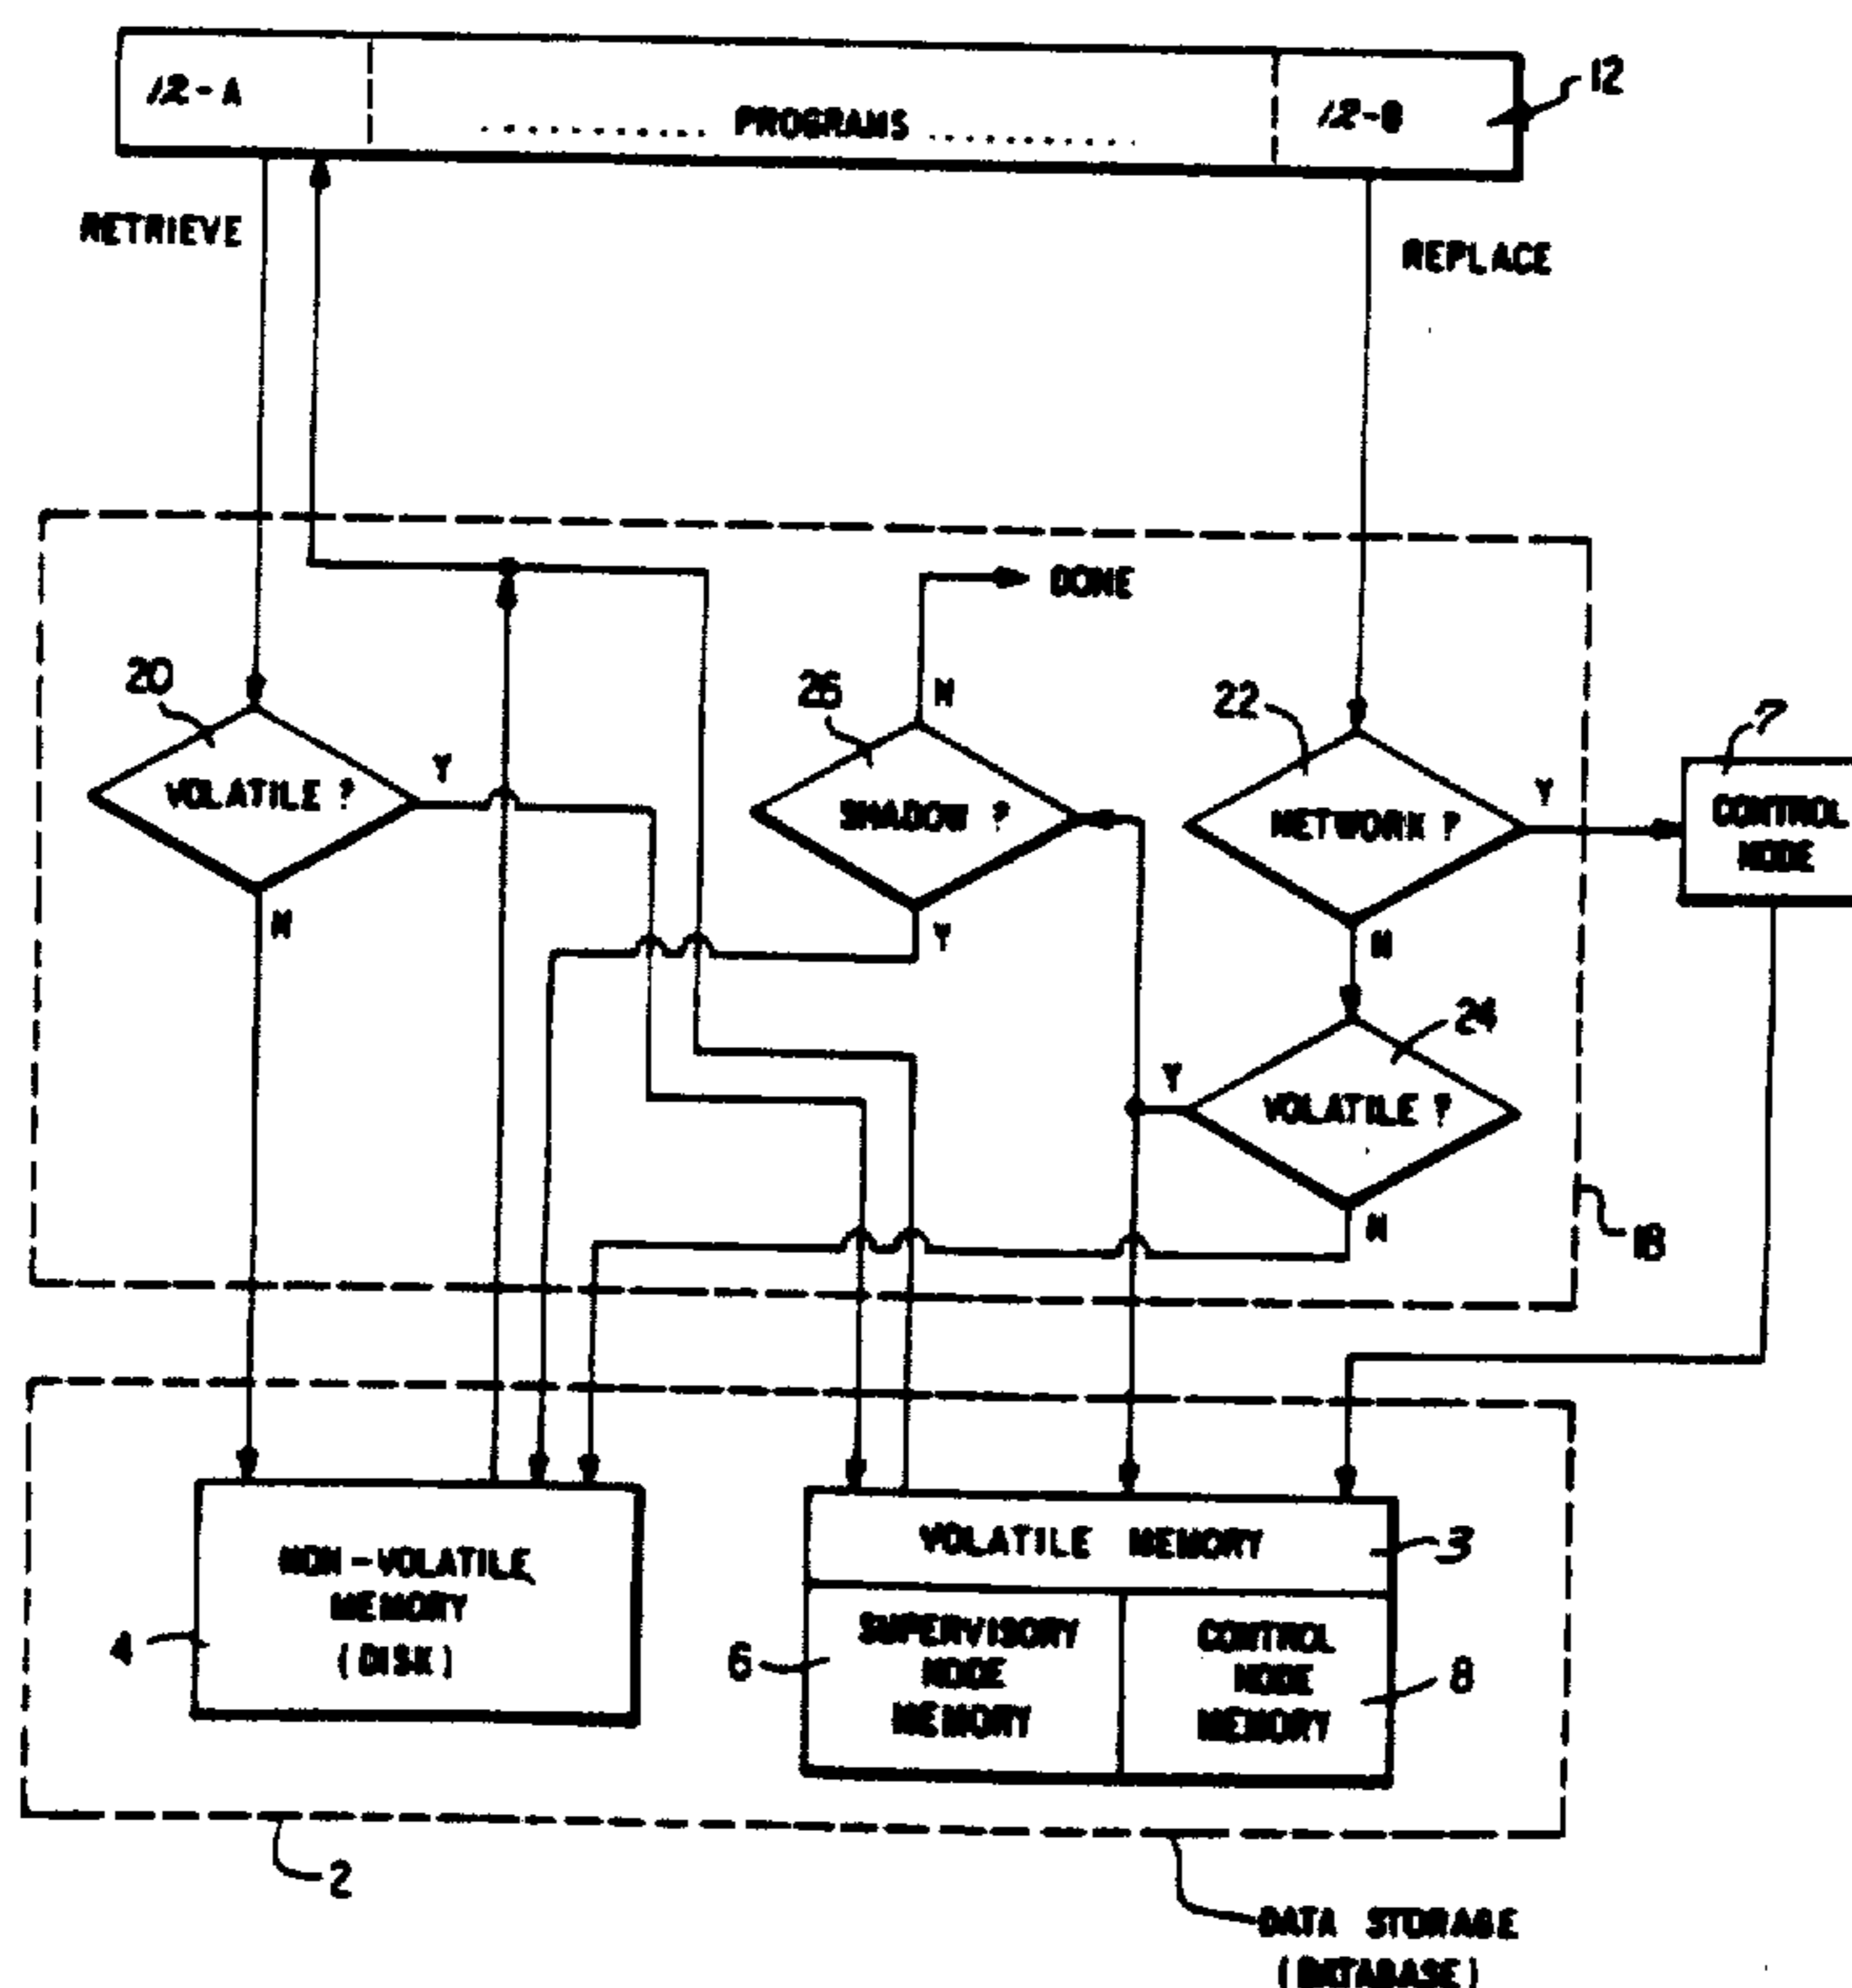 12-A
PROGRAMS
12-B
12
RETRIEVE
REPLACE
DONE
20
26
22
7
N
Y
Y
VOLATILE ?
SHADOW ?
NETWORK ?
CONTROL
NODE
N
Y
N
24
Y
VOLATILE ?
N
18
NON-VOLATILE
MEMORY
(DISK)
4
VOLATILE MEMORY
3
SUPERVISORY
NODE
MEMORY
6
CONTROL
NODE
MEMORY
8
2
DATA STORAGE
(DATABASE)